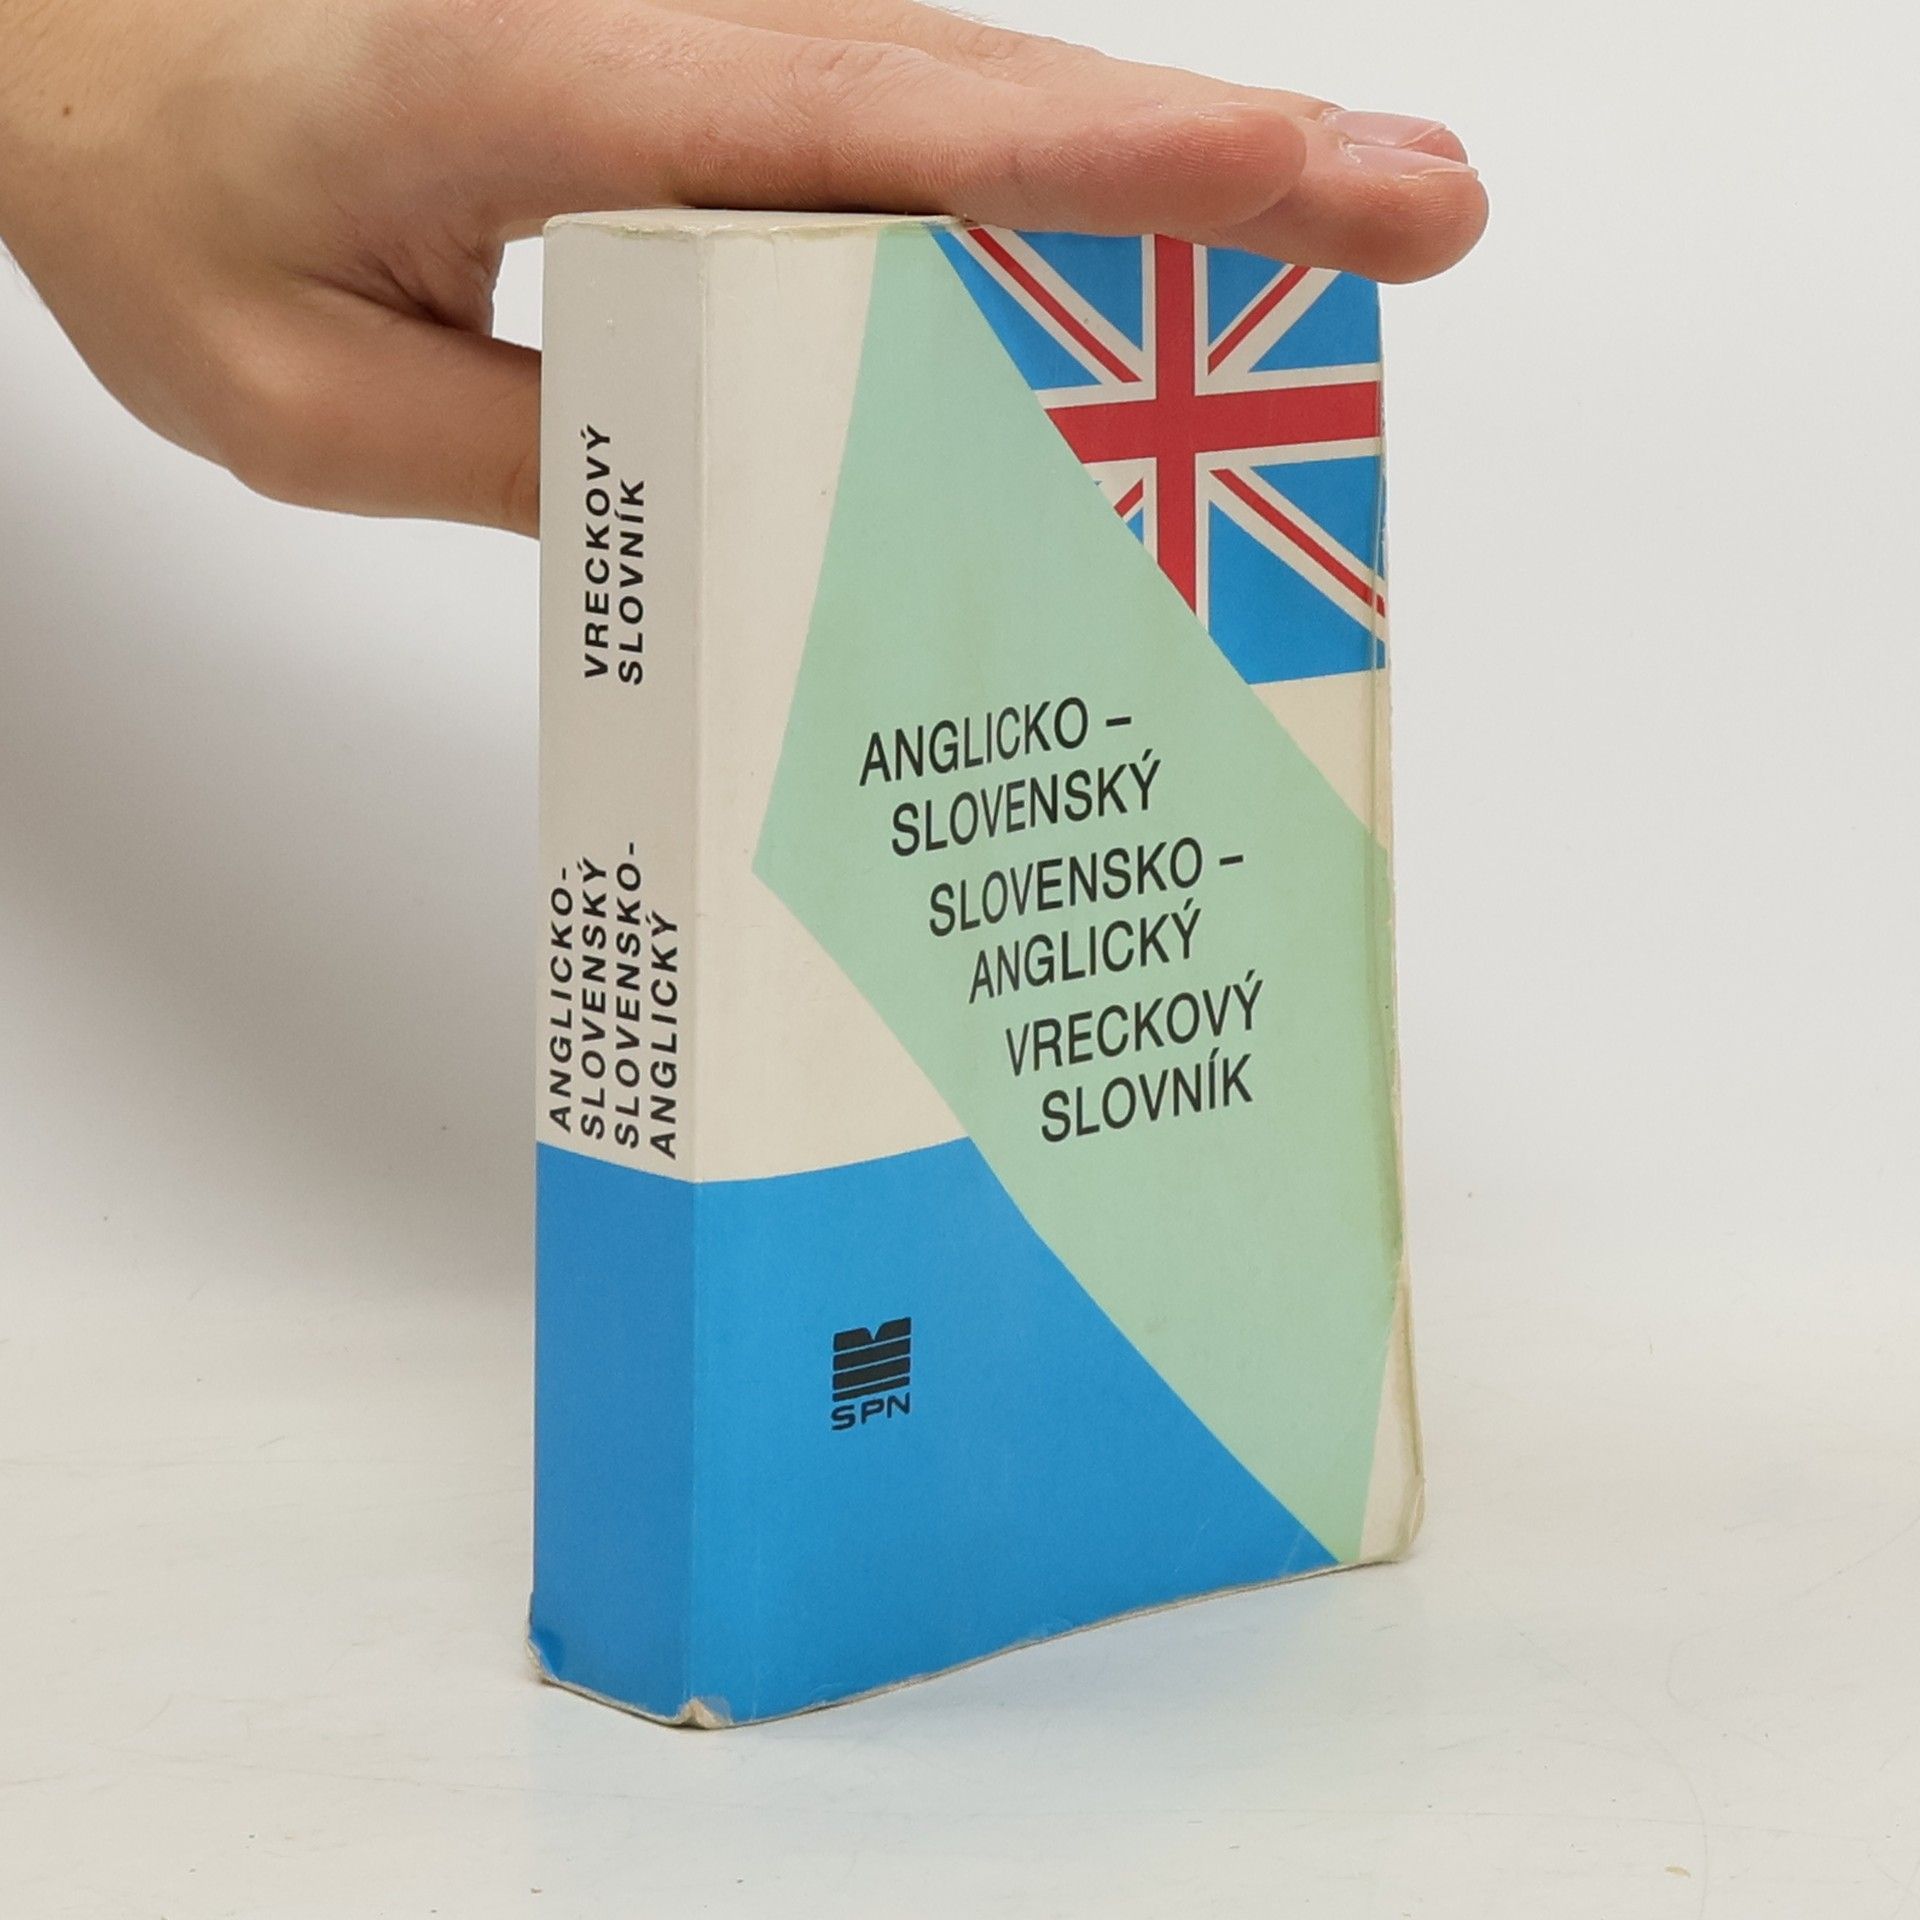 VRECKOVÝ
SLOVNÍK
ANGLICKO-
SLOVENSKÝ
SLOVENSKO-
ANGLICKÝ
ANGLICKO –
SLOVENSKÝ
SLOVENSKO –
ANGLICKÝ
VRECKOVÝ
SLOVNÍK
SPN